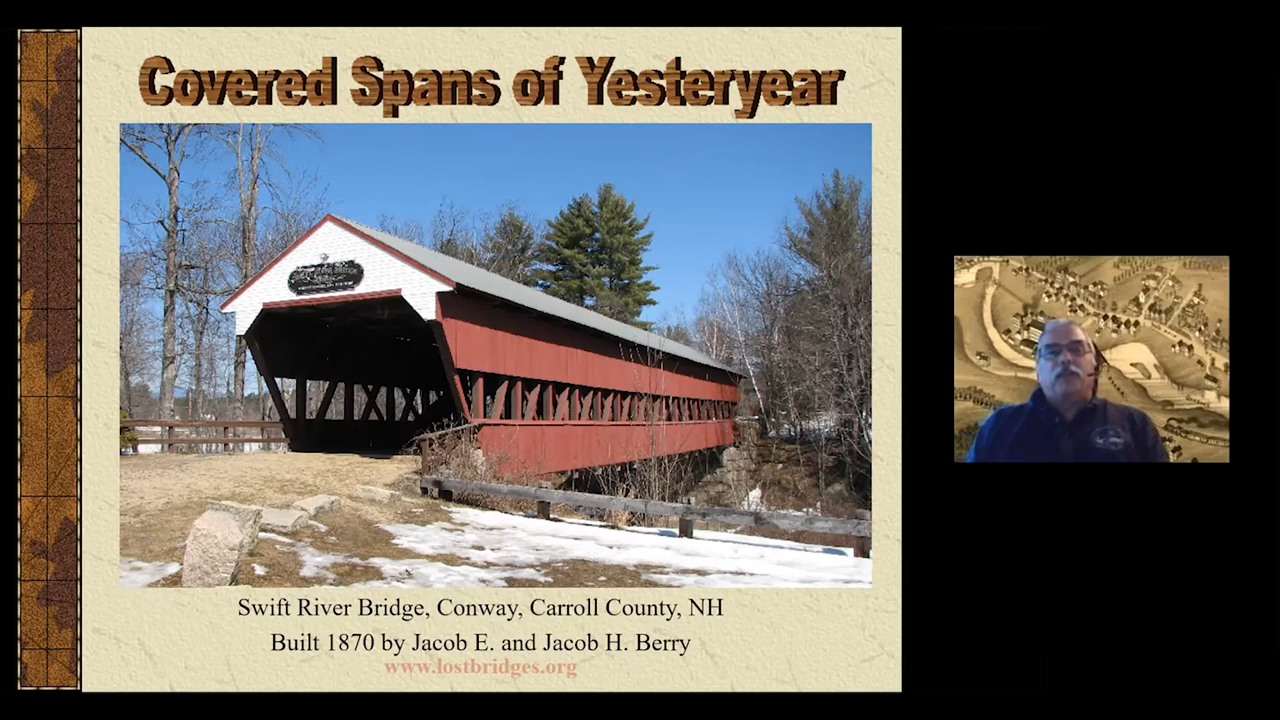 Covered Spans of Yesteryear
Swift River Bridge, Conway, Carroll County, NH
Built 1870 by Jacob E. and Jacob H. Berry
www.lostbridges.org